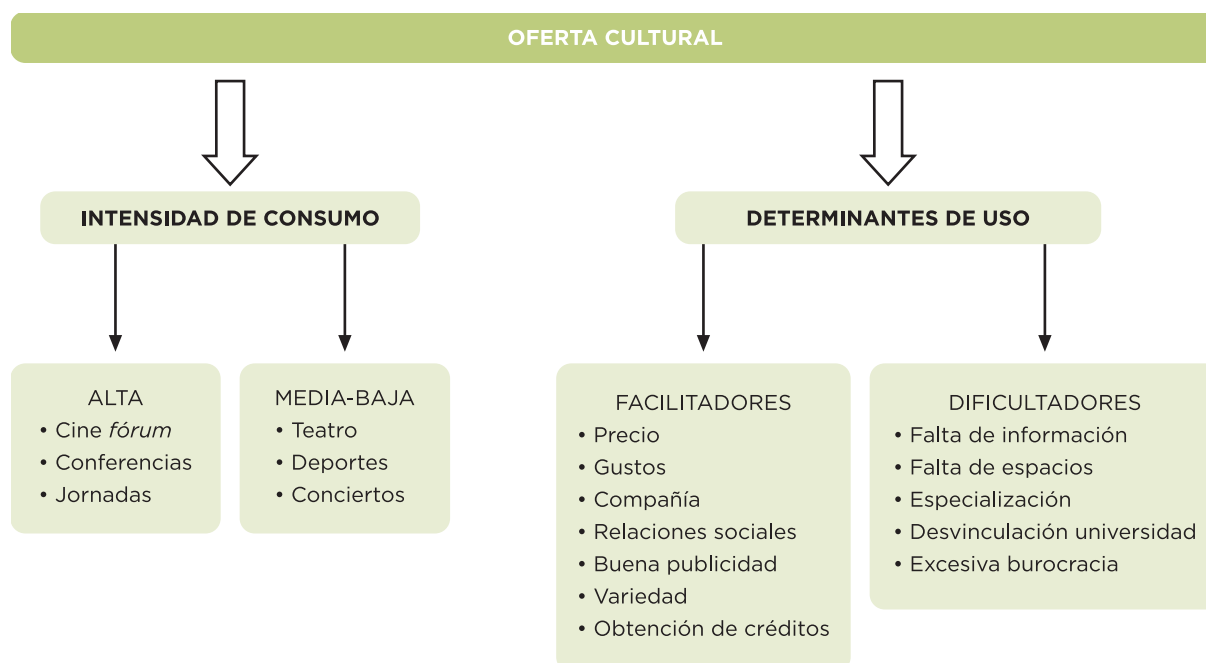 OFERTA CULTURAL
INTENSIDAD DE CONSUMO
ALTA
• Cine fórum
• Conferencias
• Jornadas
MEDIA-BAJA
• Teatro
• Deportes
• Conciertos
DETERMINANTES DE USO
FACILITADORES
• Precio
• Gustos
• Compañía
• Relaciones sociales
• Buena publicidad
• Variedad
• Obtención de créditos
DIFICULTADORES
• Falta de información
• Falta de espacios
• Especialización
• Desvinculación universidad
• Excesiva burocracia